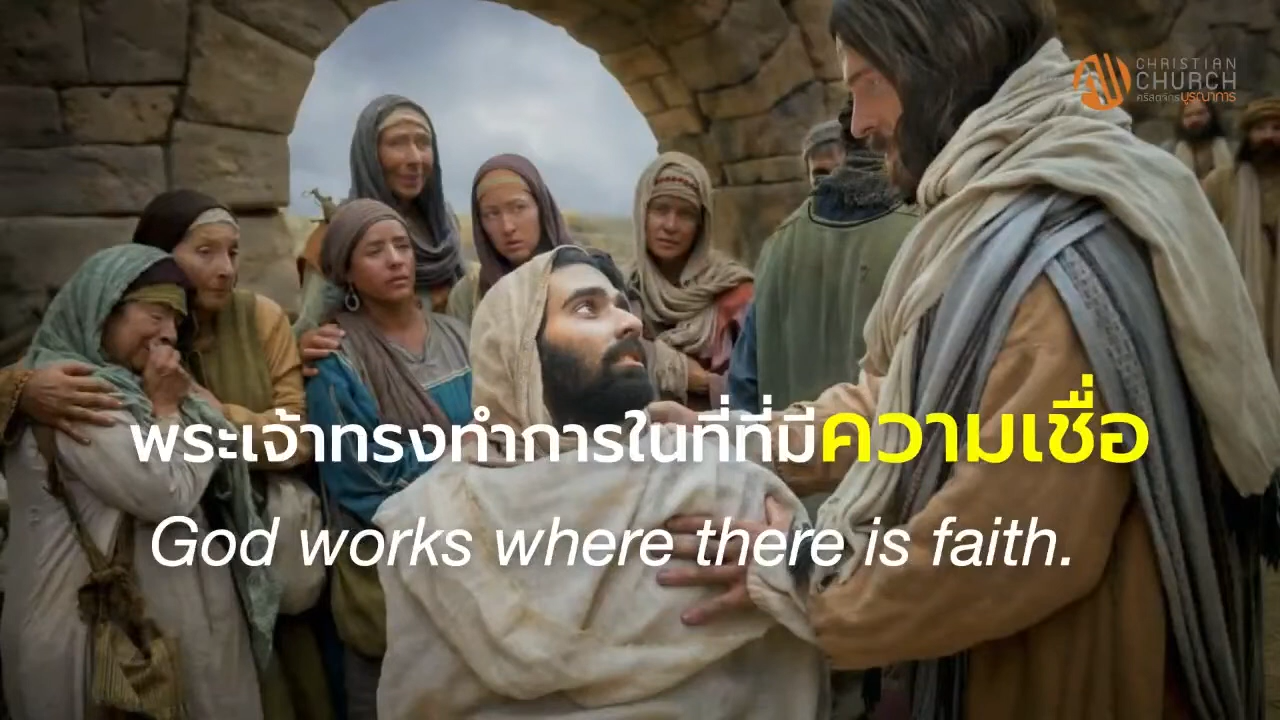 CHRISTIAN
CHURCH
คริสตจักรบูรณาการ
พระเจ้าทรงทำการในที่ที่มีความเชื่อ
God works where there is faith.